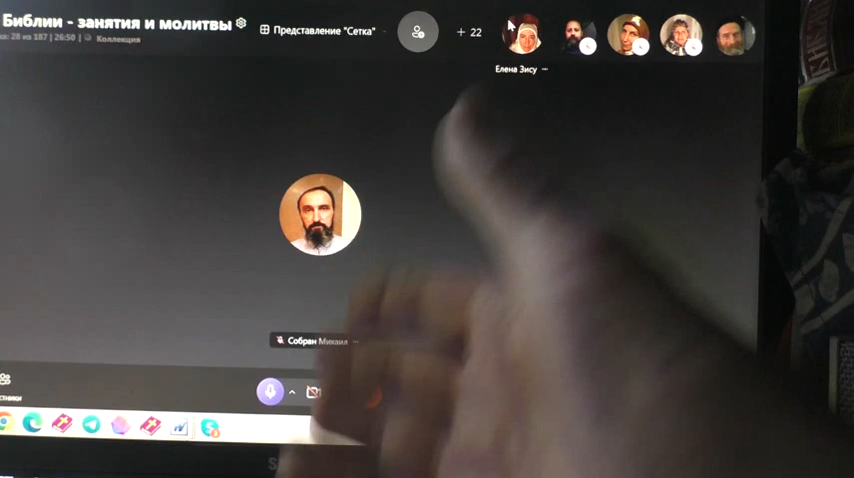 Библии - занятия и молитвы
28 из 187 | 26:50 | Коллекция
Представление "Сетка"
+ 22
Елена Зису
Собран Михаил